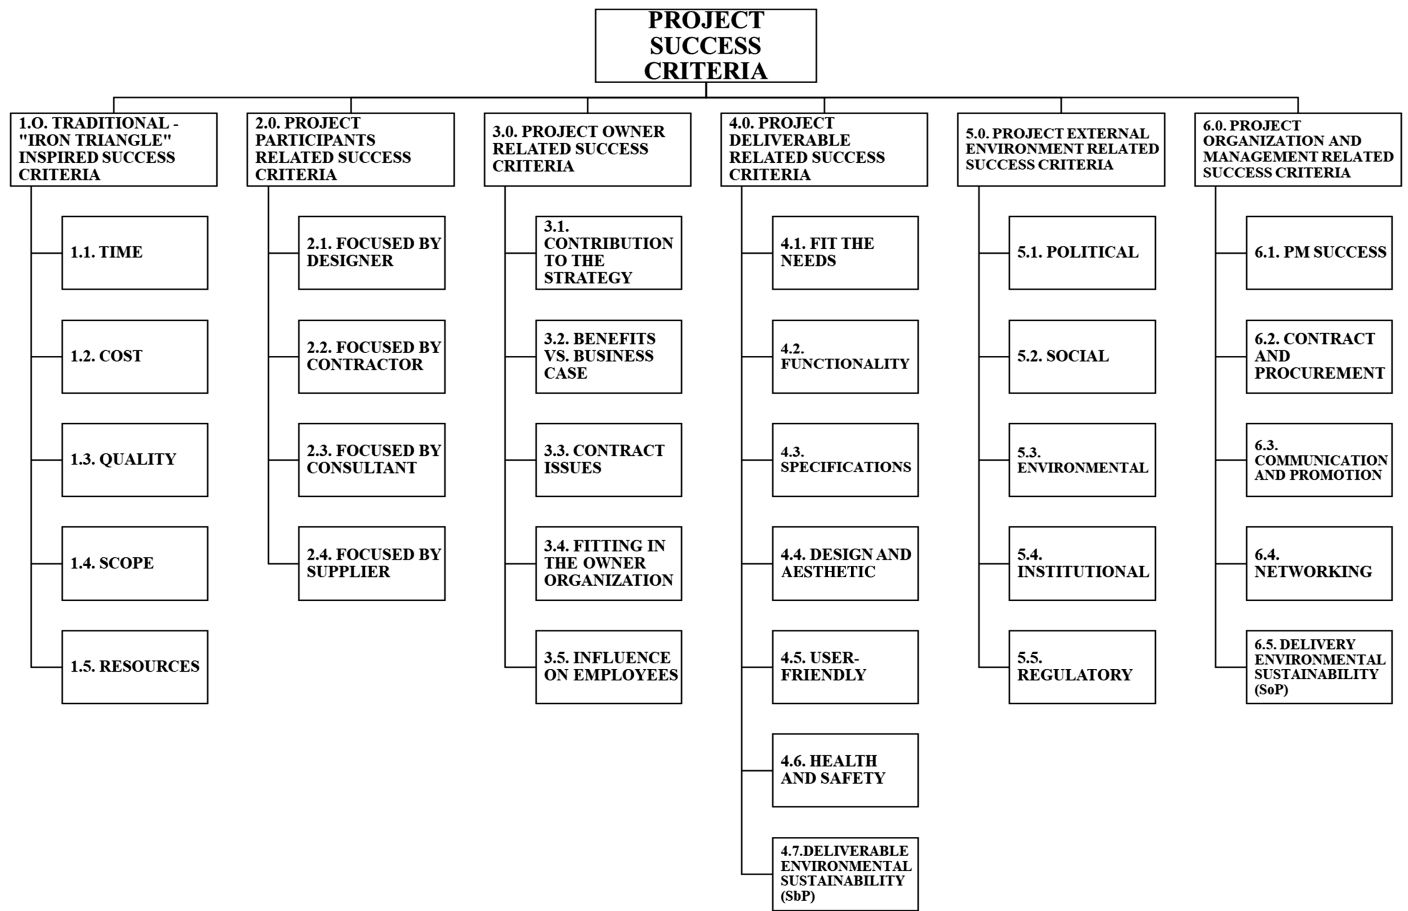 PROJECT
SUCCESS
CRITERIA
1.O. TRADITIONAL -
"IRON TRIANGLE"
INSPIRED SUCCESS
CRITERIA
1.1. TIME
1.2. COST
1.3. QUALITY
1.4. SCOPE
1.5. RESOURCES
2.0. PROJECT
PARTICIPANTS
RELATED SUCCESS
CRITERIA
2.1. FOCUSED BY
DESIGNER
2.2. FOCUSED BY
CONTRACTOR
2.3. FOCUSED BY
CONSULTANT
2.4. FOCUSED BY
SUPPLIER
3.0. PROJECT OWNER
RELATED SUCCESS
CRITERIA
3.1.
CONTRIBUTION
TO THE
STRATEGY
3.2. BENEFITS
VS. BUSINESS
CASE
3.3. CONTRACT
ISSUES
3.4. FITTING IN
THE OWNER
ORGANIZATION
3.5. INFLUENCE
ON EMPLOYEES
4.0. PROJECT
DELIVERABLE
RELATED SUCCESS
CRITERIA
4.1. FIT THE
NEEDS
4.2.
FUNCTIONALITY
4.3.
SPECIFICATIONS
4.4. DESIGN AND
AESTHETIC
4.5. USER-
FRIENDLY
4.6. HEALTH
AND SAFETY
4.7.DELIVERABLE
ENVIRONMENTAL
SUSTAINABILITY
(SbP)
5.0. PROJECT EXTERNAL
ENVIRONMENT RELATED
SUCCESS CRITERIA
5.1. POLITICAL
5.2. SOCIAL
5.3.
ENVIRONMENTAL
5.4.
INSTITUTIONAL
5.5.
REGULATORY
6.0. PROJECT
ORGANIZATION AND
MANAGEMENT RELATED
SUCCESS CRITERIA
6.1. PM SUCCESS
6.2. CONTRACT
AND
PROCUREMENT
6.3.
COMMUNICATION
AND PROMOTION
6.4.
NETWORKING
6.5. DELIVERY
ENVIRONMENTAL
SUSTAINABILITY
(SoP)